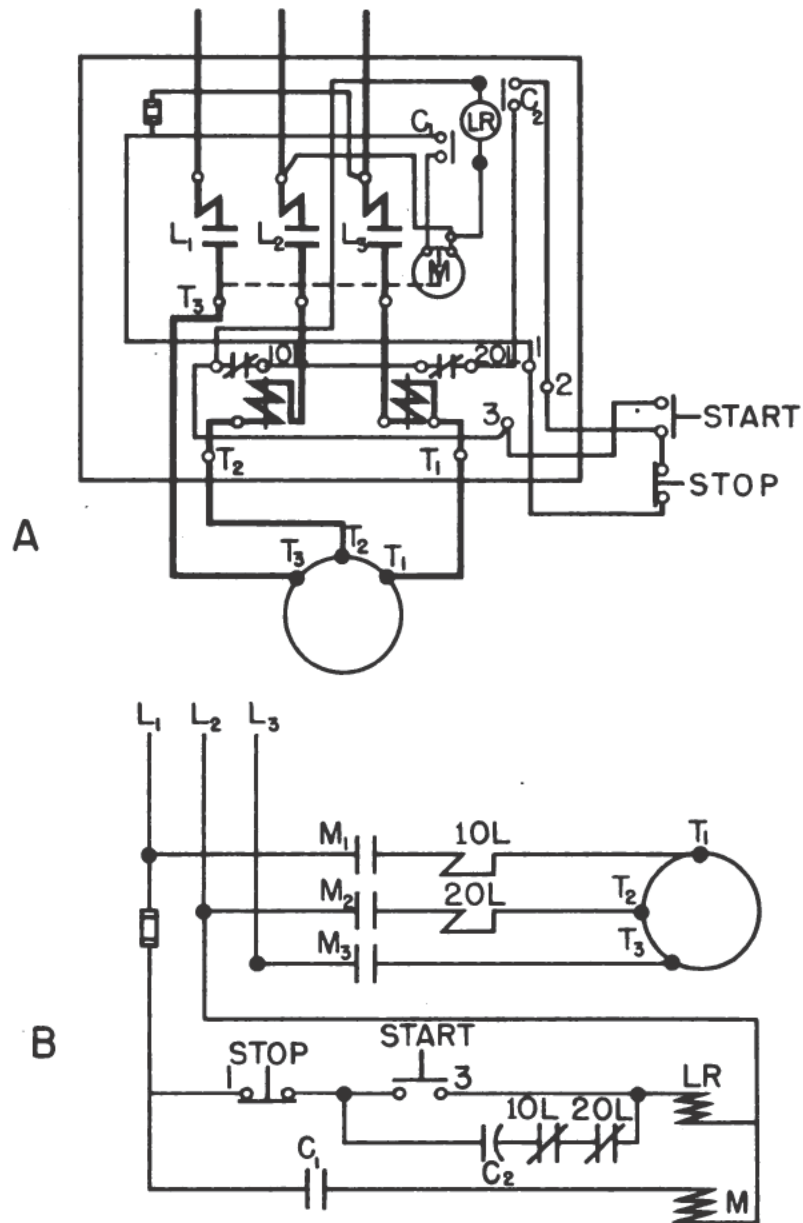 C₁
LR
C₂
L₁
L₂
L₃
M
T₃
1OL
2OL
1
2
3
START
T₂
T₁
STOP
A
T₃
T₂
T₁
L₁ L₂ L₃
M₁
1OL
T₁
M₂
2OL
T₂
M₃
T₃
B
START
STOP
1
3
LR
1OL 2OL
C₂
C₁
M